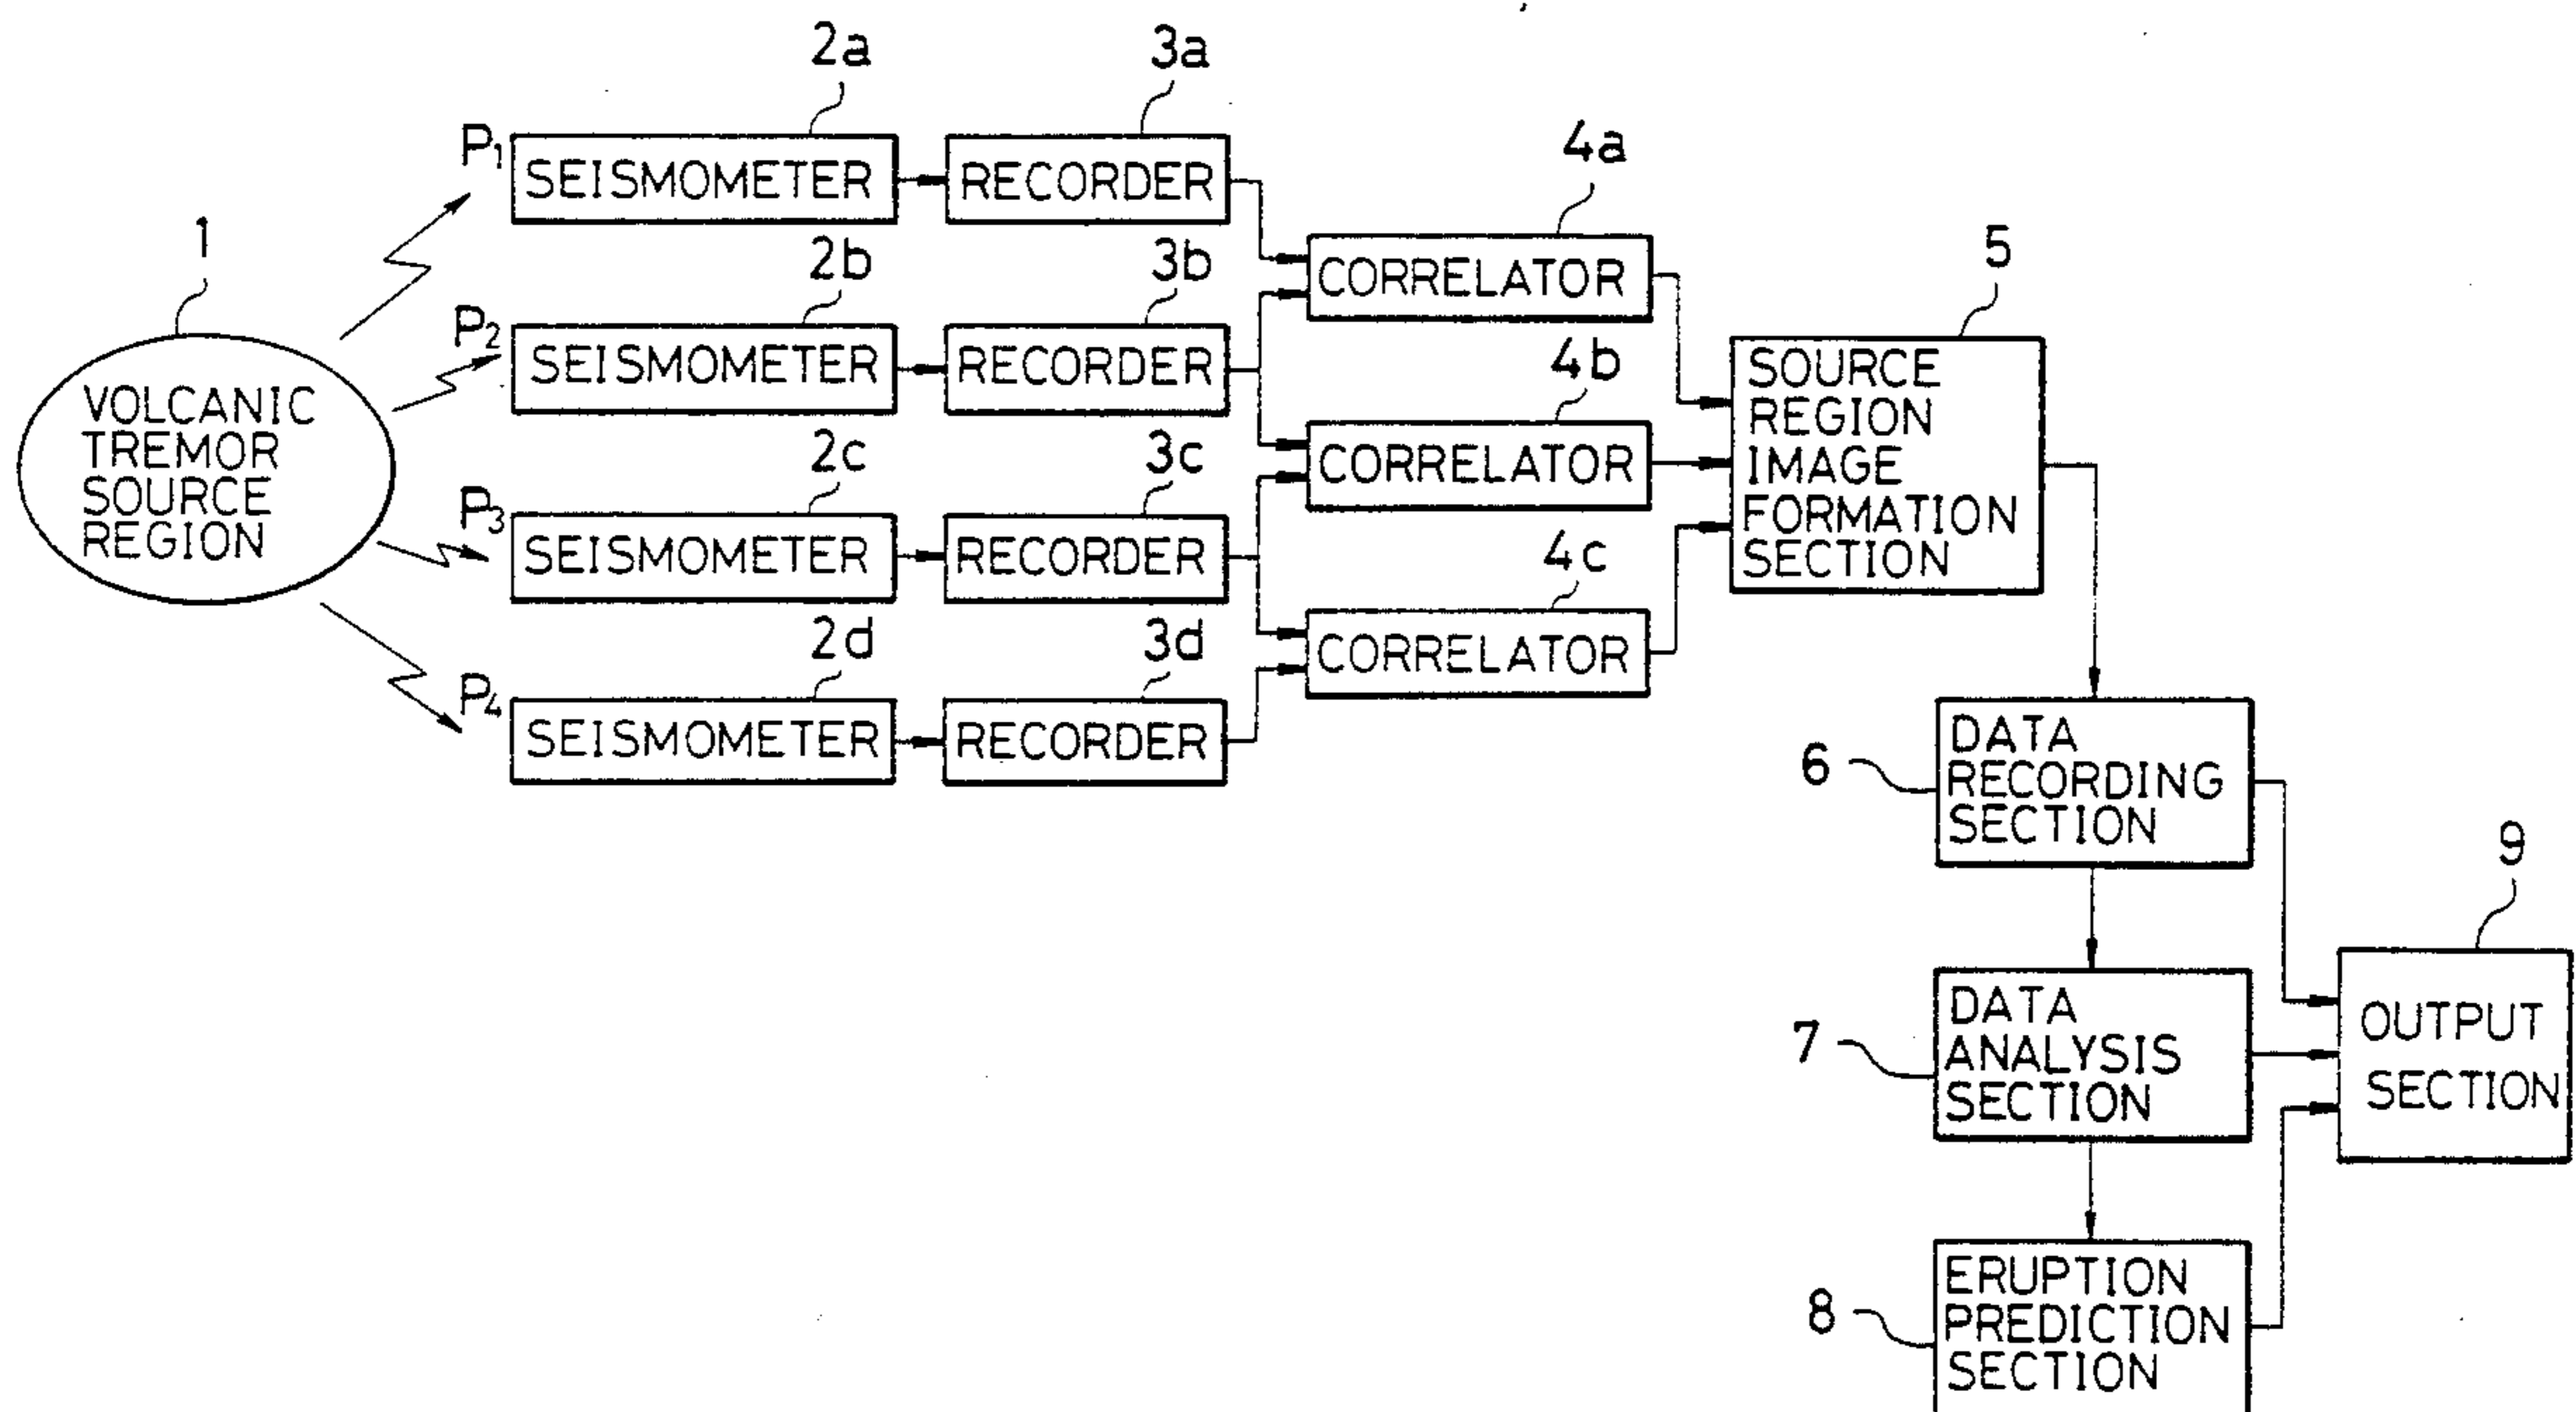 2a
3a
P1
SEISMOMETER
RECORDER
4a
1
2b
3b
CORRELATOR
5
P2
SEISMOMETER
RECORDER
4b
SOURCE
REGION
IMAGE
FORMATION
SECTION
VOLCANIC
TREMOR
SOURCE
REGION
2c
3c
CORRELATOR
P3
SEISMOMETER
RECORDER
4c
2d
3d
CORRELATOR
P4
SEISMOMETER
RECORDER
6
DATA
RECORDING
SECTION
9
7
DATA
ANALYSIS
SECTION
OUTPUT
SECTION
8
ERUPTION
PREDICTION
SECTION